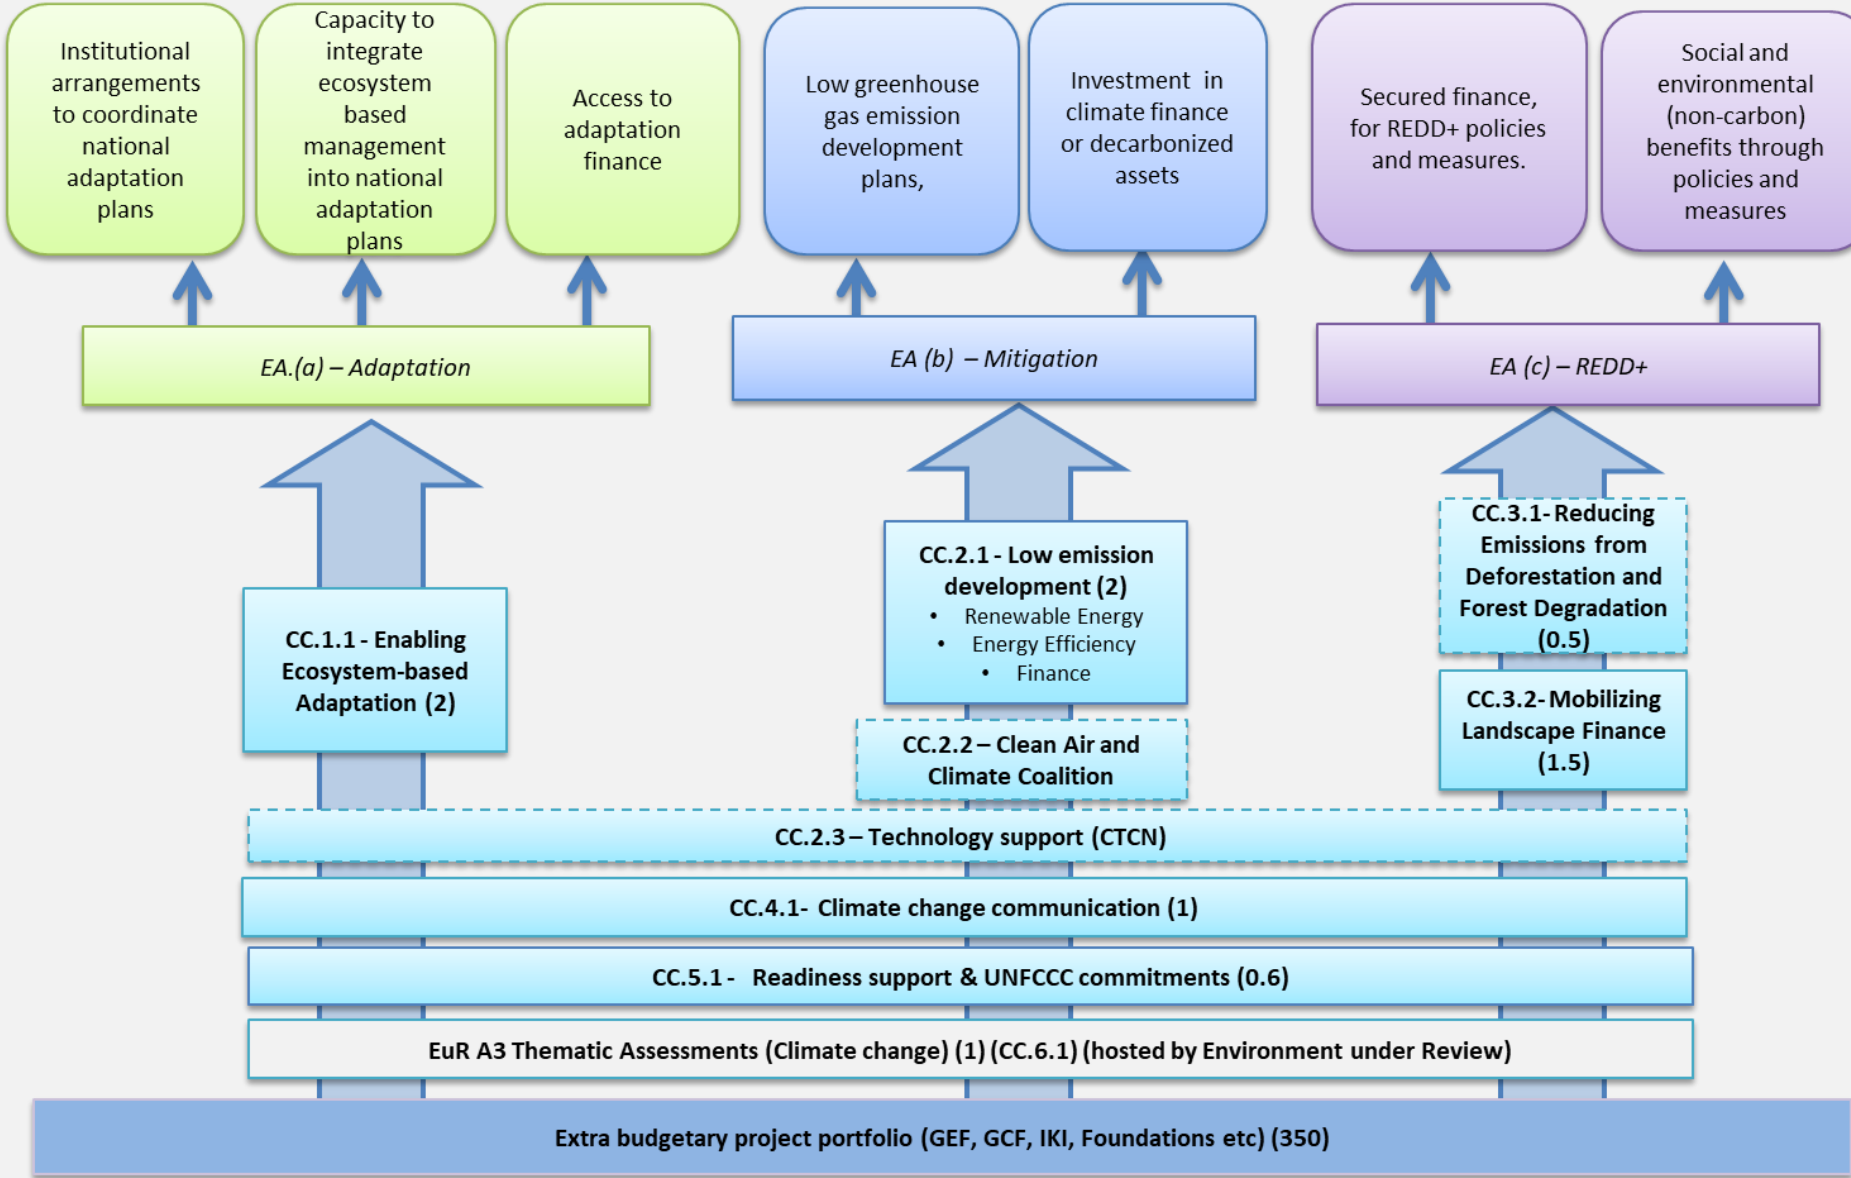 Institutional
arrangements
to coordinate
national
adaptation
plans
Capacity to
integrate
ecosystem
based
management
into national
adaptation
plans
Access to
adaptation
finance
Low greenhouse
gas emission
development
plans,
Investment in
climate finance
or decarbonized
assets
Secured finance,
for REDD+ policies
and measures.
Social and
environmental
(non-carbon)
benefits through
policies and
measures
EA.(a) – Adaptation
EA (b) – Mitigation
EA (c) – REDD+
CC.1.1 - Enabling
Ecosystem-based
Adaptation (2)
CC.2.1 - Low emission
development (2)
• Renewable Energy
• Energy Efficiency
• Finance
CC.2.2 – Clean Air and
Climate Coalition
CC.3.1- Reducing
Emissions from
Deforestation and
Forest Degradation
(0.5)
CC.3.2- Mobilizing
Landscape Finance
(1.5)
CC.2.3 – Technology support (CTCN)
CC.4.1- Climate change communication (1)
CC.5.1 - Readiness support & UNFCCC commitments (0.6)
EuR A3 Thematic Assessments (Climate change) (1) (CC.6.1) (hosted by Environment under Review)
Extra budgetary project portfolio (GEF, GCF, IKI, Foundations etc) (350)